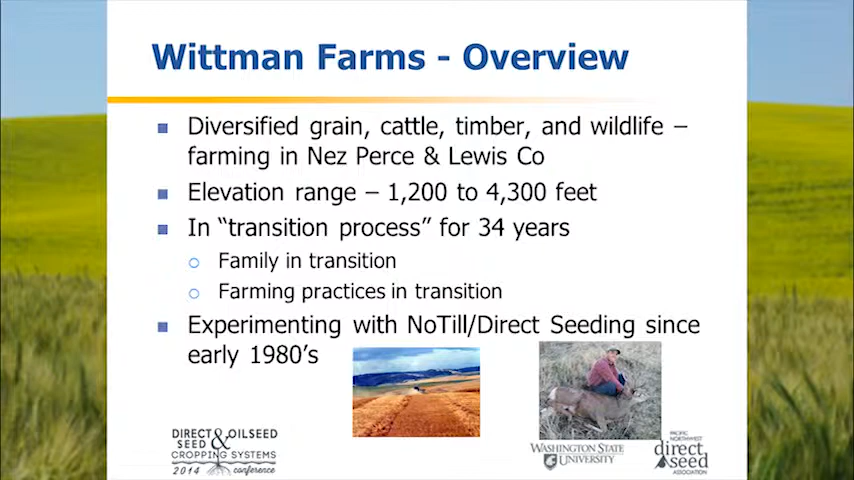 Wittman Farms - Overview
Diversified grain, cattle, timber, and wildlife –
farming in Nez Perce & Lewis Co
Elevation range – 1,200 to 4,300 feet
In “transition process” for 34 years
Family in transition
Farming practices in transition
Experimenting with NoTill/Direct Seeding since
early 1980’s
DIRECT & OILSEED
SEED
CROPPING SYSTEMS
2014 conference
WASHINGTON STATE
UNIVERSITY
PACIFIC
NORTHWEST
direct
seed
ASSOCIATION